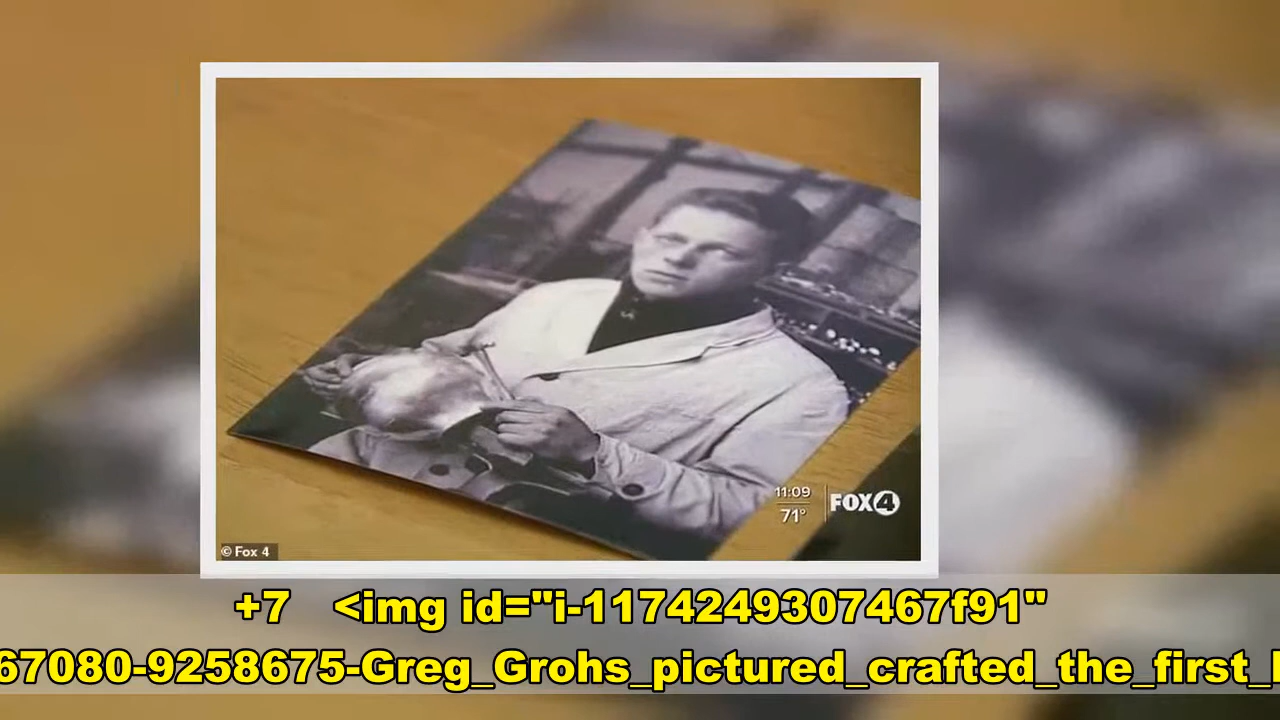 11:09
71°
FOX4
© Fox 4
+7 <img id="i-1174249307467f91"
67080-9258675-Greg_Grohs_pictured_crafted_the_first_